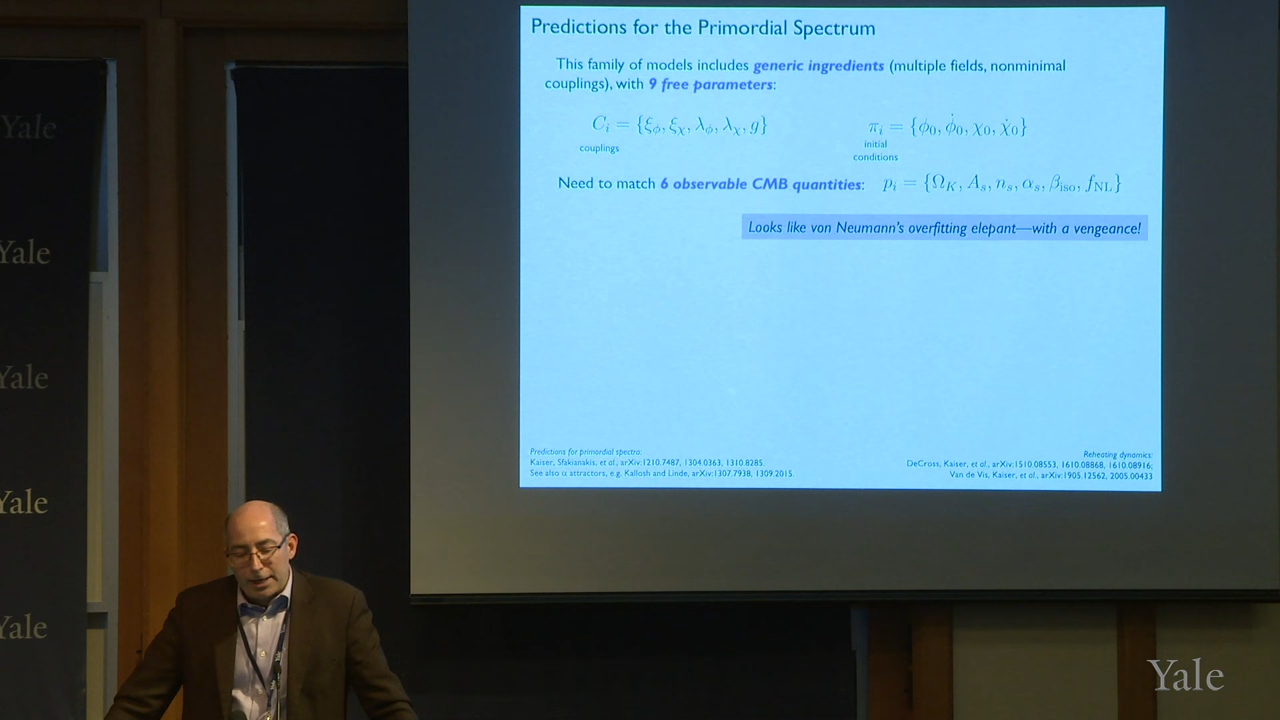 Predictions for the Primordial Spectrum
This family of models includes generic ingredients (multiple fields, nonminimal
couplings), with 9 free parameters:
C_i = {ξ_ϕ, ξ_χ, λ_ϕ, λ_χ, g}
couplings
π_i = {ϕ_0, ϕ̇_0, χ_0, χ̇_0}
initial
conditions
Need to match 6 observable CMB quantities: p_i = {Ω_K, A_s, n_s, α_s, β_iso, f_NL}
Looks like von Neumann's overfitting elepant—with a vengeance!
Predictions for primordial spectra:
Kaiser, Sfakianakis, et al., arXiv:1210.7487, 1304.0363, 1310.8285.
See also α attractors, e.g. Kallosh and Linde, arXiv:1307.7938, 1309.2015.
Reheating dynamics:
DeCross, Kaiser, et al., arXiv:1510.08553, 1610.08868, 1610.08916;
Van de Vis, Kaiser, et al., arXiv:1905.12562, 2005.00433
Yale
Yale
Yale
Yale
Yale
Yale